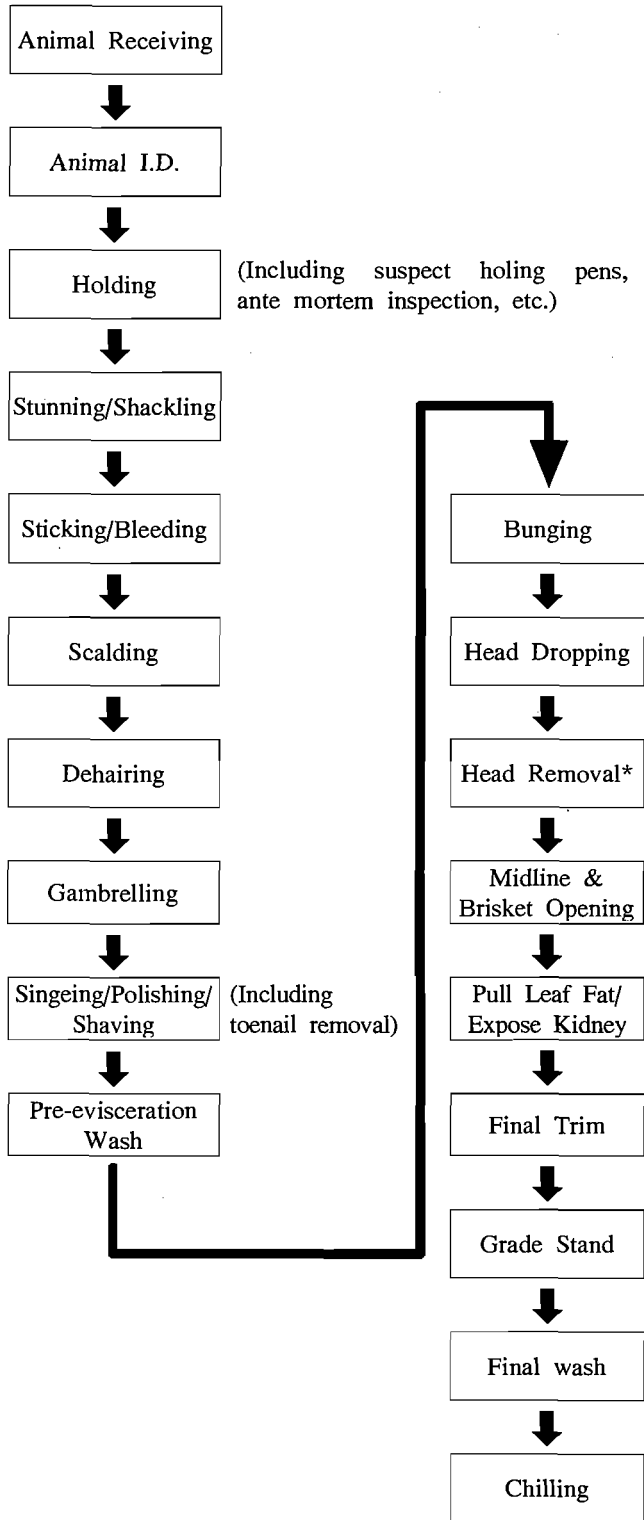 Animal Receiving
Animal I.D.
Holding
(Including suspect holing pens,
ante mortem inspection, etc.)
Stunning/Shackling
Sticking/Bleeding
Scalding
Dehairing
Gambrelling
Singeing/Polishing/
Shaving
(Including
toenail removal)
Pre-evisceration
Wash
Bunging
Head Dropping
Head Removal*
Midline &
Brisket Opening
Pull Leaf Fat/
Expose Kidney
Final Trim
Grade Stand
Final wash
Chilling